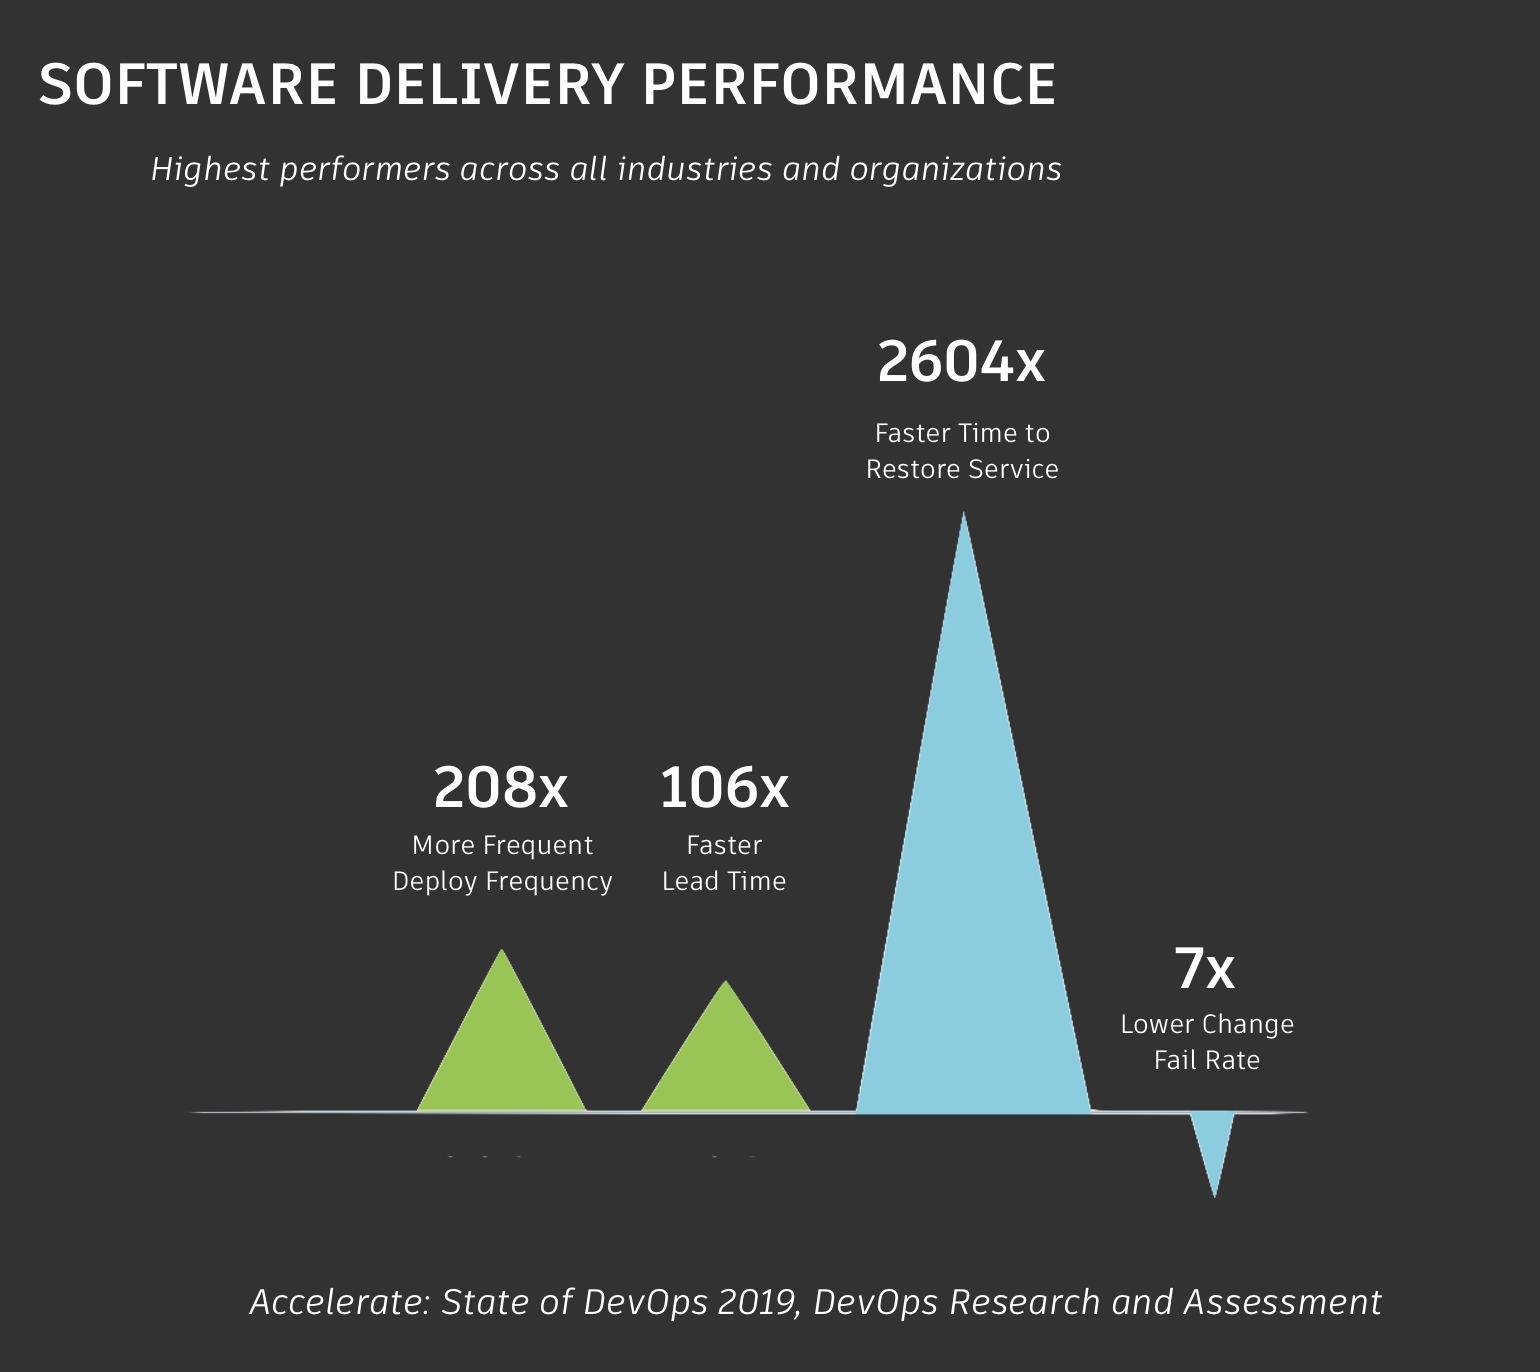 SOFTWARE DELIVERY PERFORMANCE
Highest performers across all industries and organizations
2604x
Faster Time to
Restore Service
208x
More Frequent
Deploy Frequency
106x
Faster
Lead Time
7x
Lower Change
Fail Rate
Accelerate: State of DevOps 2019, DevOps Research and Assessment